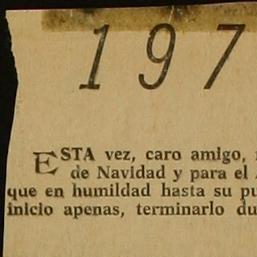 197
ESTA vez, caro amigo,
de Navidad y para el
que en humildad hasta su
inicio apenas, terminarlo